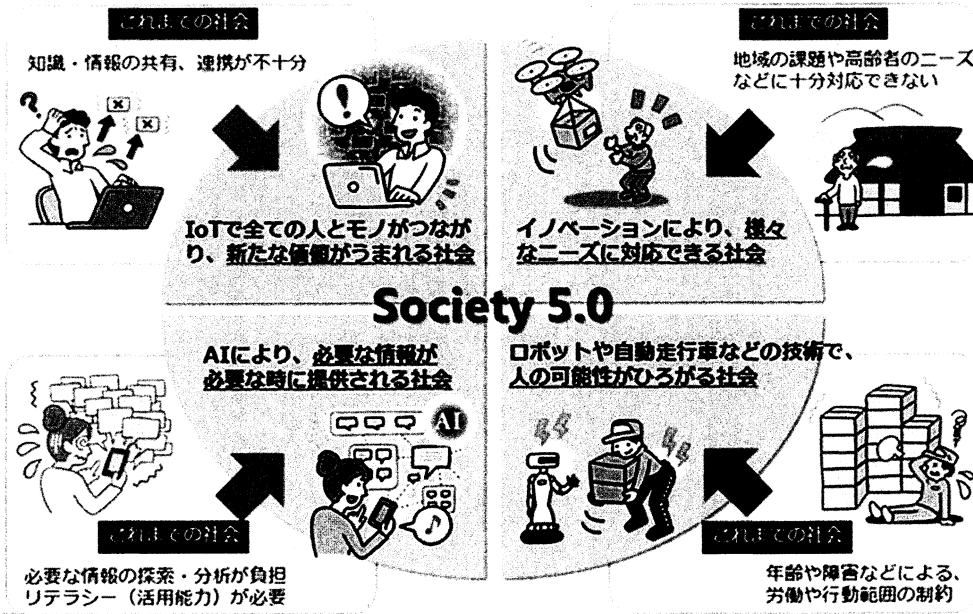 これまでの社会
知識・情報の共有、連携が不十分
IoTで全ての人とモノがつなが
り、新たな価値がうまれる社会
これまでの社会
地域の課題や高齢者のニーズ
などに十分対応できない
イノベーションにより、様々
なニーズに対応できる社会
Society 5.0
AIにより、必要な情報が
必要な時に提供される社会
AI
これまでの社会
必要な情報の探索・分析が負担
リテラシー（活用能力）が必要
ロボットや自動走行車などの技術で、
人の可能性がひろがる社会
これまでの社会
年齢や障害などによる、
労働や行動範囲の制約